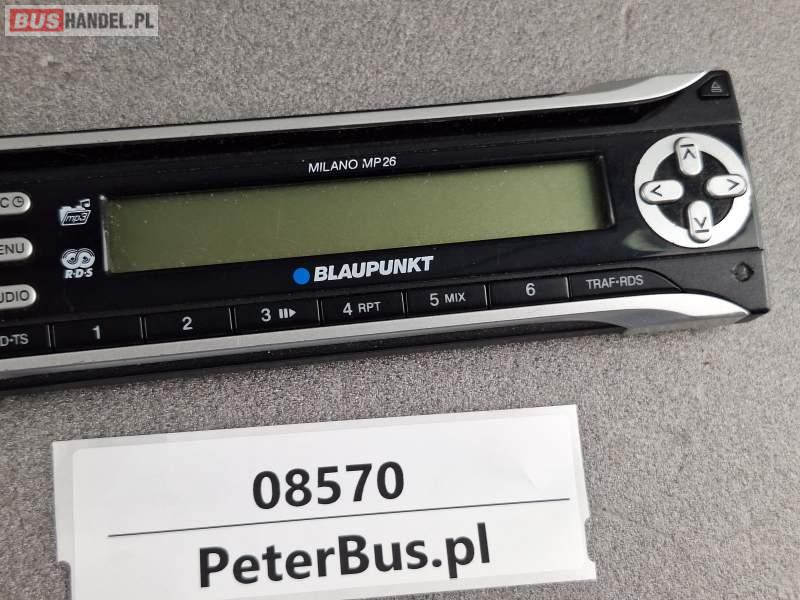 BUSHANDEL.PL
MILANO MP26
C
mp3
ENU
R·D·S
UDIO
BLAUPUNKT
D•TS 1 2 3 4 RPT 5 MIX 6 TRAF•RDS
08570
PeterBus.pl